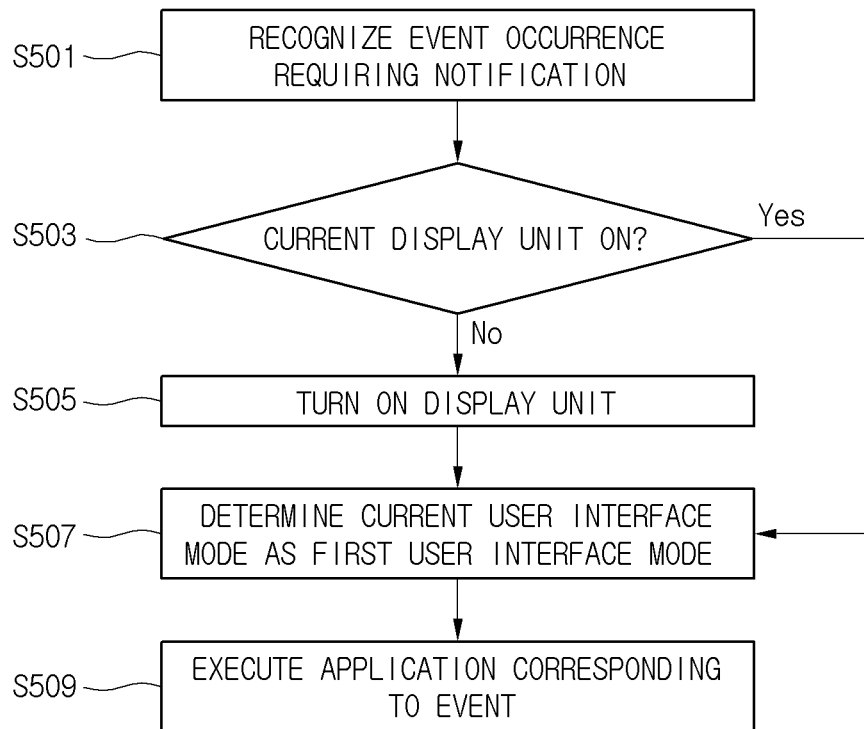 S501
RECOGNIZE EVENT OCCURRENCE
REQUIRING NOTIFICATION
S503
CURRENT DISPLAY UNIT ON?
Yes
No
S505
TURN ON DISPLAY UNIT
S507
DETERMINE CURRENT USER INTERFACE
MODE AS FIRST USER INTERFACE MODE
S509
EXECUTE APPLICATION CORRESPONDING
TO EVENT